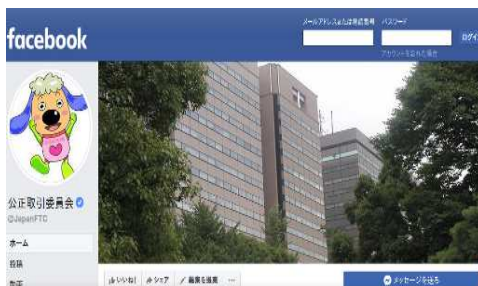 メールアドレスまたは電話番号 パスワード
facebook
ログイン
アカウントを忘れた場合
公正取引委員会
@JapanFTC
ホーム
投稿
いいね! シェア 編集を提案 …
メッセージを送る